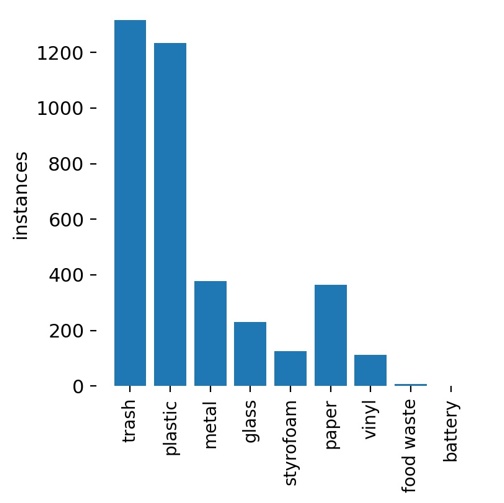 1200
1000
800
600
400
200
0
instances
trash
plastic
metal
glass
styrofoam
paper
vinyl
food waste
battery